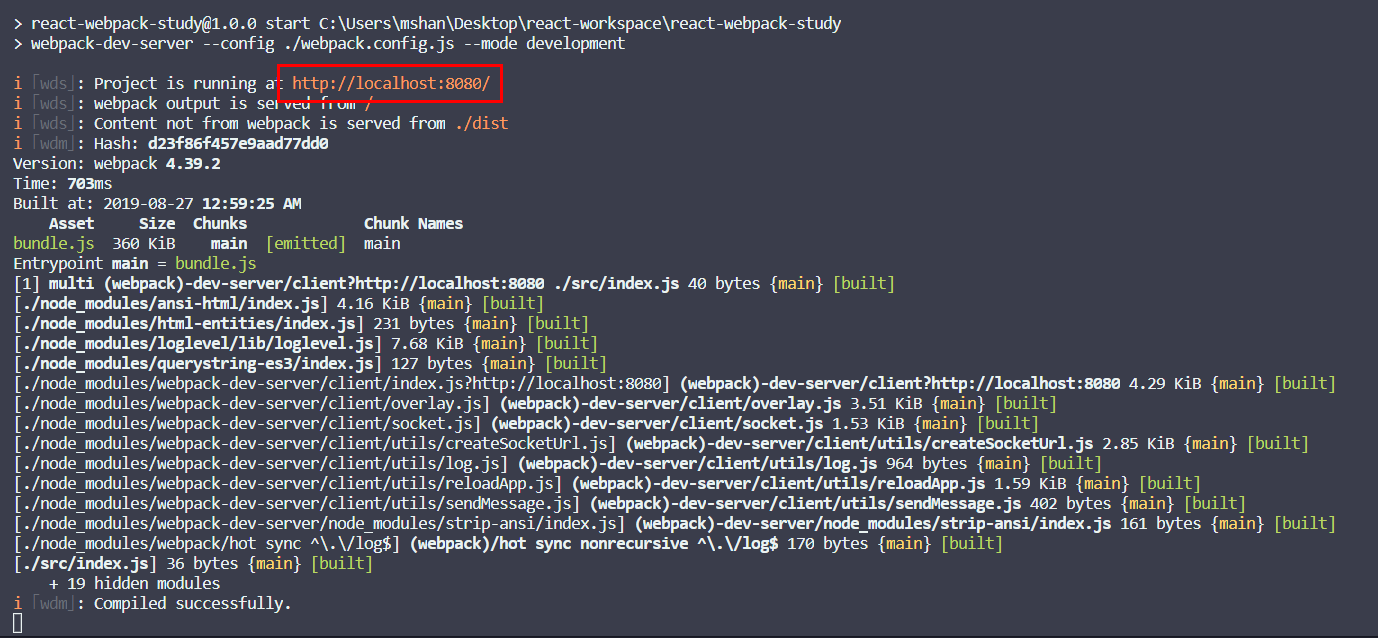 > react-webpack-study@1.0.0 start C:\Users\mshan\Desktop\react-workspace\react-webpack-study
> webpack-dev-server --config ./webpack.config.js --mode development
i ｢wds｣: Project is running at http://localhost:8080/
i ｢wds｣: webpack output is served from /
i ｢wds｣: Content not from webpack is served from ./dist
i ｢wdm｣: Hash: d23f86f457e9aad77dd0
Version: webpack 4.39.2
Time: 703ms
Built at: 2019-08-27 12:59:25 AM
Asset Size Chunks Chunk Names
bundle.js 360 KiB main [emitted] main
Entrypoint main = bundle.js
[1] multi (webpack)-dev-server/client?http://localhost:8080 ./src/index.js 40 bytes {main} [built]
[./node_modules/ansi-html/index.js] 4.16 KiB {main} [built]
[./node_modules/html-entities/index.js] 231 bytes {main} [built]
[./node_modules/loglevel/lib/loglevel.js] 7.68 KiB {main} [built]
[./node_modules/querystring-es3/index.js] 127 bytes {main} [built]
[./node_modules/webpack-dev-server/client/index.js?http://localhost:8080] (webpack)-dev-server/client?http://localhost:8080 4.29 KiB {main} [built]
[./node_modules/webpack-dev-server/client/overlay.js] (webpack)-dev-server/client/overlay.js 3.51 KiB {main} [built]
[./node_modules/webpack-dev-server/client/socket.js] (webpack)-dev-server/client/socket.js 1.53 KiB {main} [built]
[./node_modules/webpack-dev-server/client/utils/createSocketUrl.js] (webpack)-dev-server/client/utils/createSocketUrl.js 2.85 KiB {main} [built]
[./node_modules/webpack-dev-server/client/utils/log.js] (webpack)-dev-server/client/utils/log.js 964 bytes {main} [built]
[./node_modules/webpack-dev-server/client/utils/reloadApp.js] (webpack)-dev-server/client/utils/reloadApp.js 1.59 KiB {main} [built]
[./node_modules/webpack-dev-server/client/utils/sendMessage.js] (webpack)-dev-server/client/utils/sendMessage.js 402 bytes {main} [built]
[./node_modules/webpack-dev-server/node_modules/strip-ansi/index.js] (webpack)-dev-server/node_modules/strip-ansi/index.js 161 bytes {main} [built]
[./node_modules/webpack/hot sync ^\.\/log$] (webpack)/hot sync nonrecursive ^\.\/log$ 170 bytes {main} [built]
[./src/index.js] 36 bytes {main} [built]
+ 19 hidden modules
i ｢wdm｣: Compiled successfully.